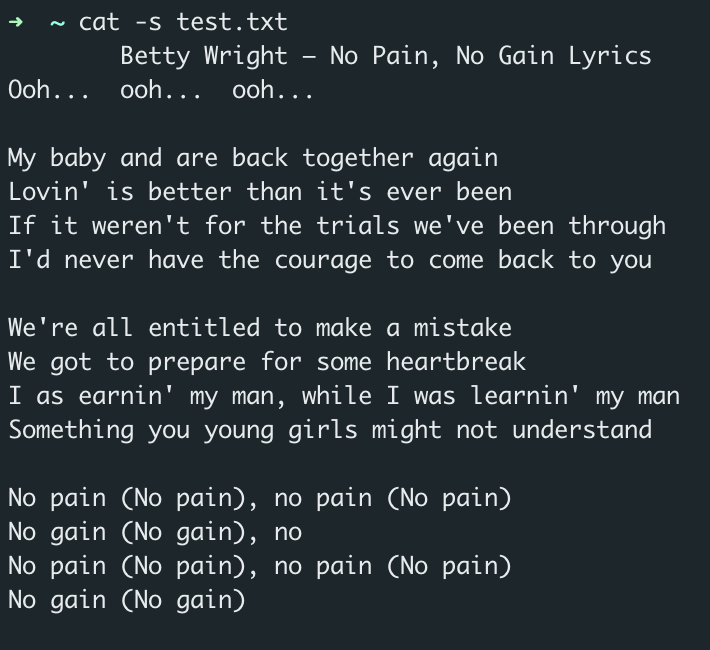 ➜  ~ cat -s test.txt
        Betty Wright – No Pain, No Gain Lyrics
Ooh...  ooh...  ooh...

My baby and are back together again
Lovin' is better than it's ever been
If it weren't for the trials we've been through
I'd never have the courage to come back to you

We're all entitled to make a mistake
We got to prepare for some heartbreak
I as earnin' my man, while I was learnin' my man
Something you young girls might not understand

No pain (No pain), no pain (No pain)
No gain (No gain), no
No pain (No pain), no pain (No pain)
No gain (No gain)